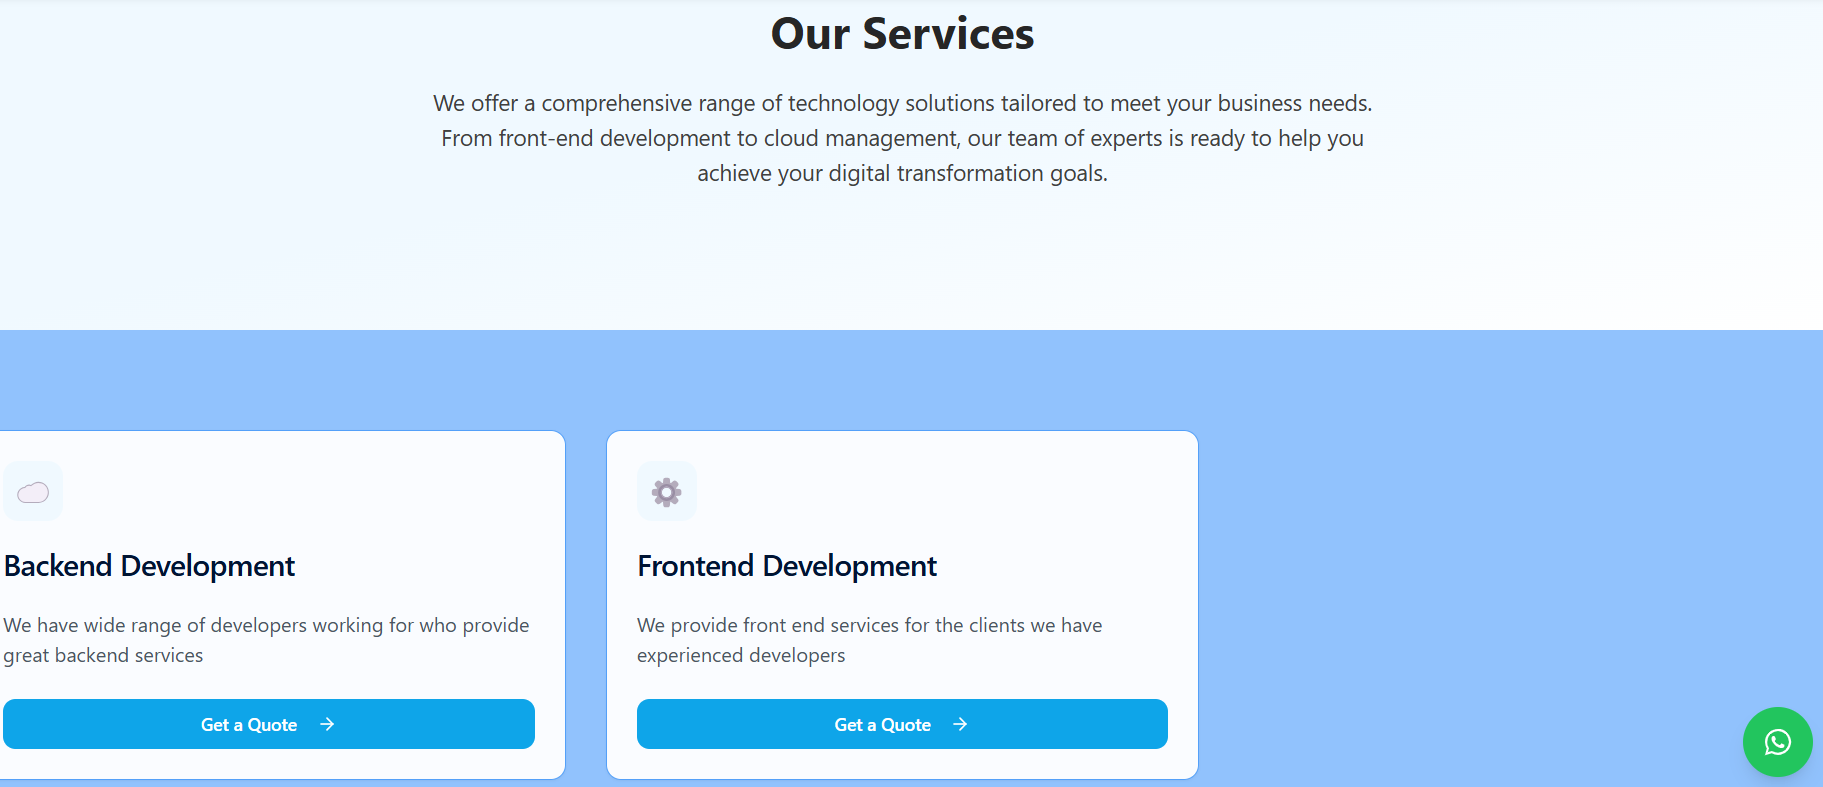 Our Services
We offer a comprehensive range of technology solutions tailored to meet your business needs.
From front-end development to cloud management, our team of experts is ready to help you
achieve your digital transformation goals.
Backend Development
We have wide range of developers working for who provide
great backend services
Get a Quote
Frontend Development
We provide front end services for the clients we have
experienced developers
Get a Quote